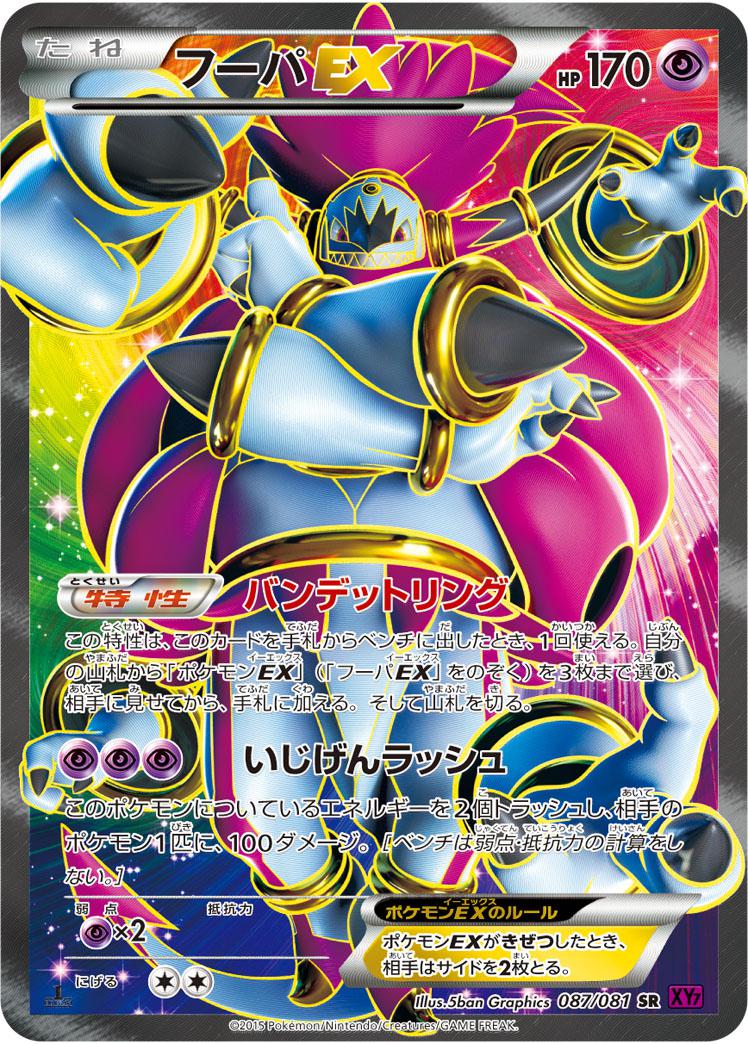 たね フーパEX HP170
とくせい
特性 バンデットリング
この特性は、このカードを手札からベンチに出したとき、1回使える。自分
の山札から「ポケモンEX」(「フーパEX」をのぞく)を3枚まで選び、
相手に見せてから、手札に加える。そして山札を切る。
いじげんラッシュ
このポケモンについているエネルギーを2個トラッシュし、相手の
ポケモン1匹に、100ダメージ。[ベンチは弱点・抵抗力の計算をし
ない。]
弱点 抵抗力
×2
にげる
ポケモンEXのルール
ポケモンEXがきぜつしたとき、
相手はサイドを2枚とる。
Illus.5ban Graphics 087/081 SR XY7
©2015 Pokémon/Nintendo/Creatures/GAME FREAK.